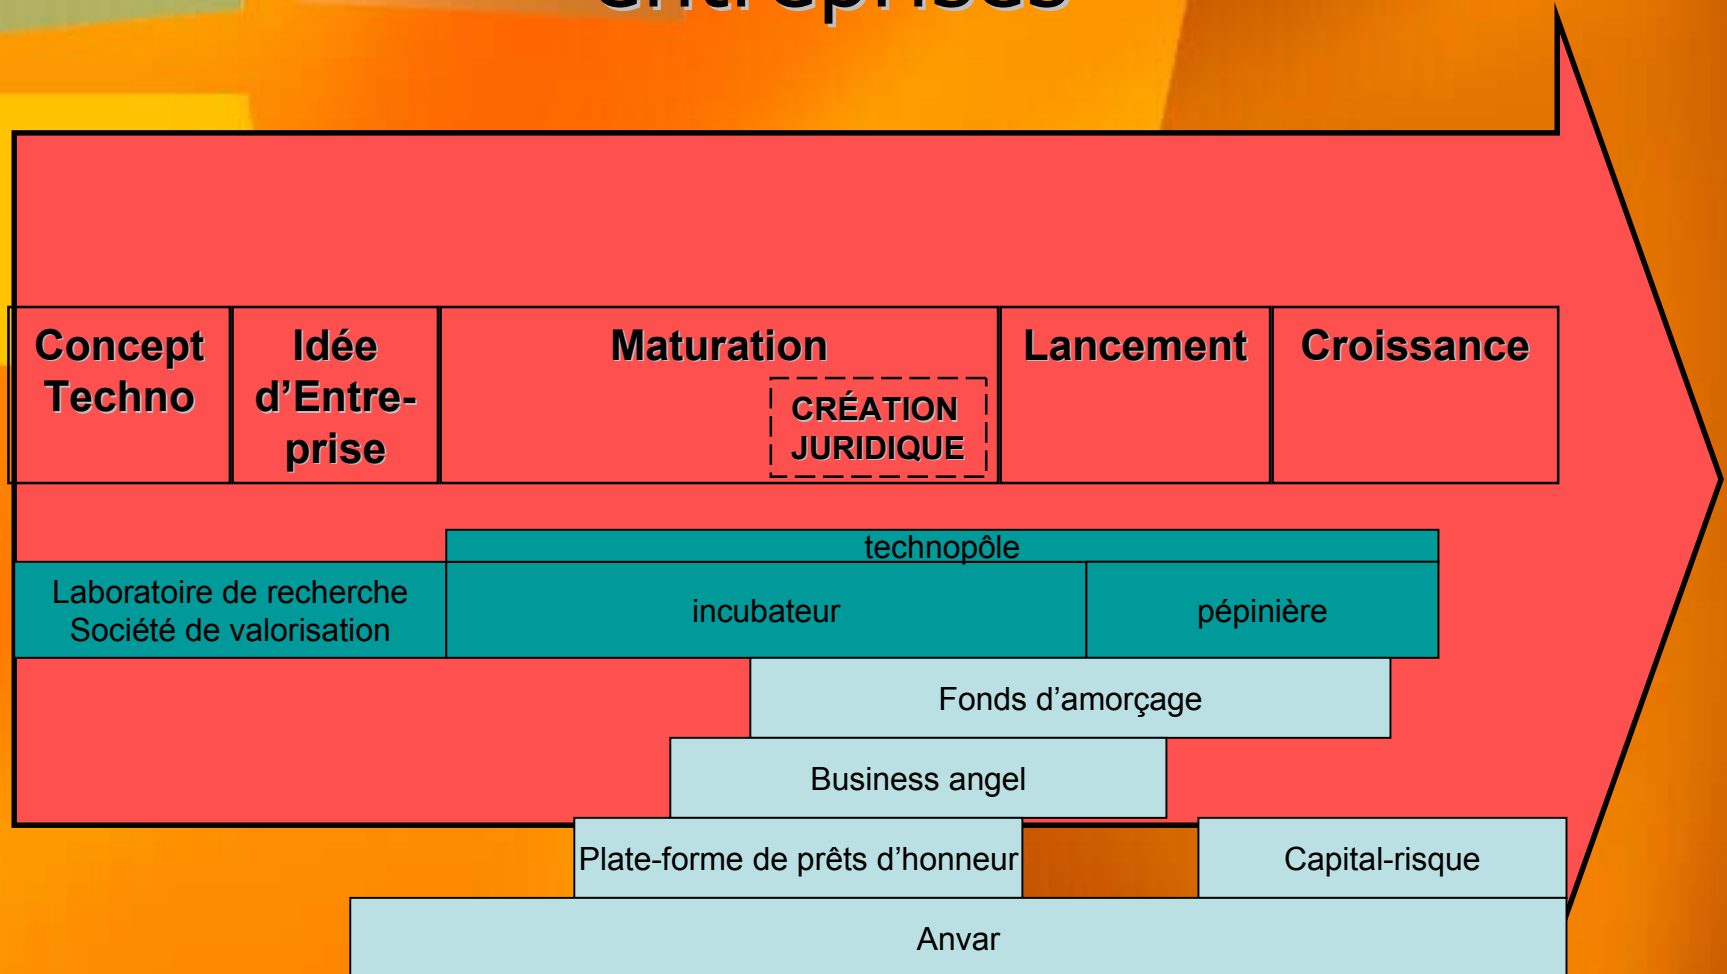 entreprises
Concept
Techno
Idée
d’Entre-
prise
Maturation
CRÉATION
JURIDIQUE
Lancement
Croissance
technopôle
Laboratoire de recherche
Société de valorisation
incubateur
pépinière
Fonds d’amorçage
Business angel
Plate-forme de prêts d’honneur
Capital-risque
Anvar